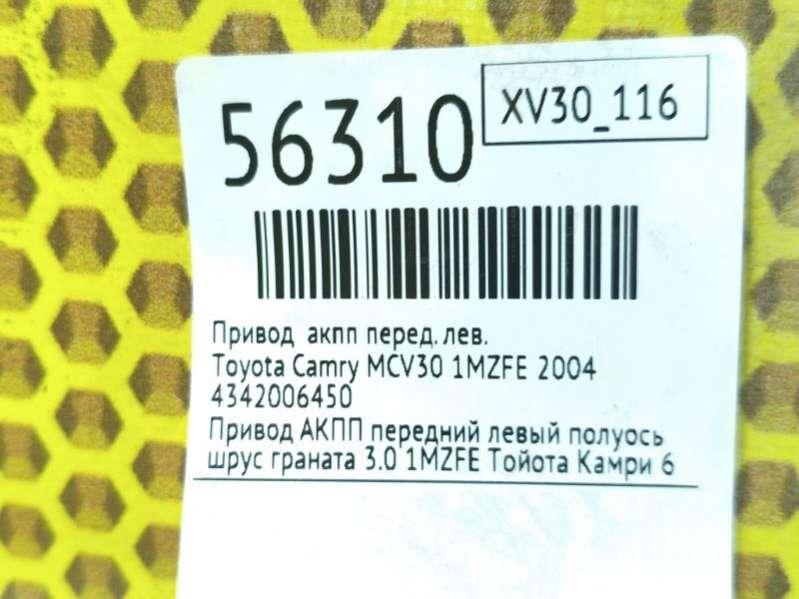 56310
XV30_116
Привод акпп перед. лев.
Toyota Camry MCV30 1MZFE 2004
4342006450
Привод АКПП передний левый полуось
шрус граната 3.0 1MZFE Тойота Камри 6